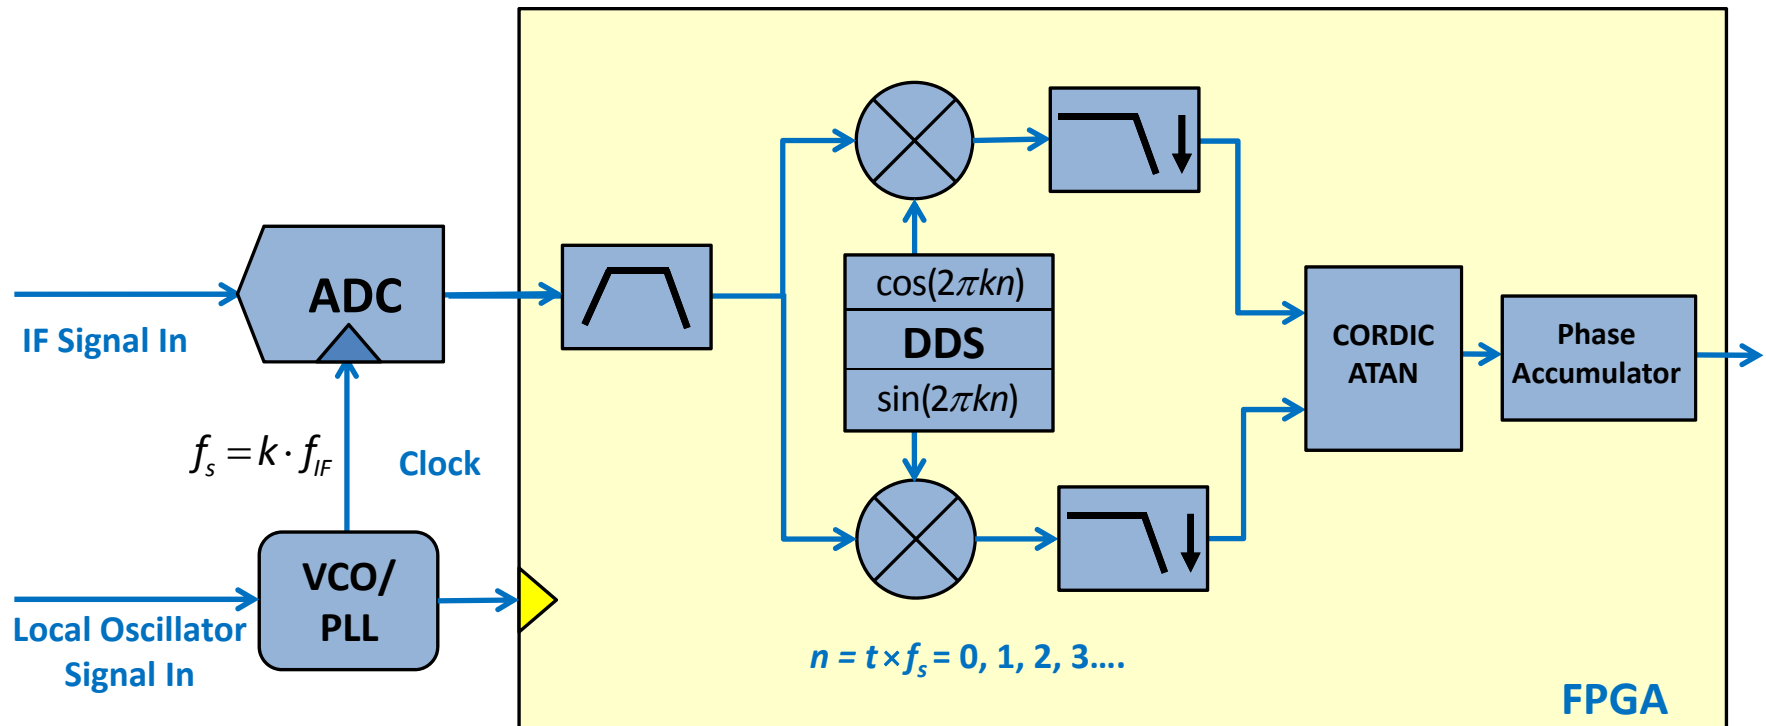 ADC
IF Signal In
f_s = k · f_IF
Clock
VCO/
PLL
Local Oscillator
Signal In
cos(2πkn)
DDS
sin(2πkn)
CORDIC
ATAN
Phase
Accumulator
n = t × f_s = 0, 1, 2, 3….
FPGA